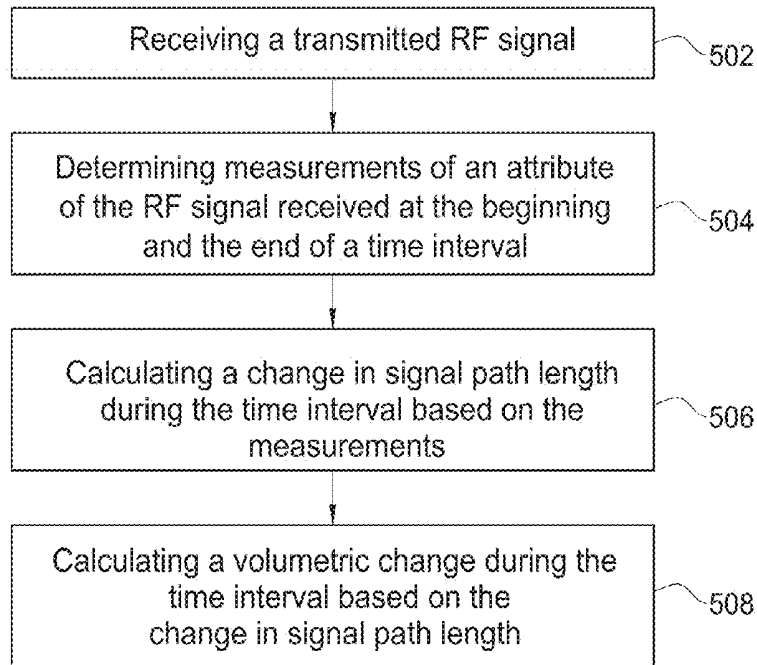 Receiving a transmitted RF signal
502
Determining measurements of an attribute
of the RF signal received at the beginning
and the end of a time interval
504
Calculating a change in signal path length
during the time interval based on the
measurements
506
Calculating a volumetric change during the
time interval based on the
change in signal path length
508